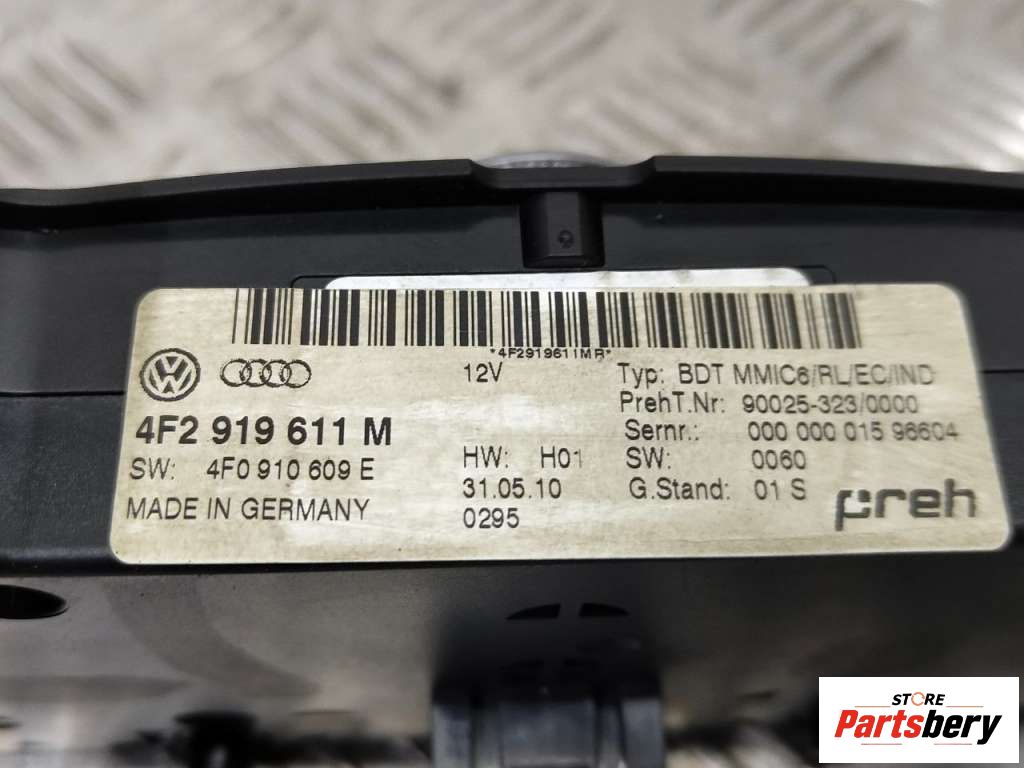 *4F2919611MR*
12V
Typ: BDT MMIC6/RL/EC/IND
PrehT.Nr: 90025-323/0000
4F2 919 611 M
Sernr.: 000 000 015 96604
SW: 4F0 910 609 E
HW: H01
SW: 0060
31.05.10
G.Stand: 01 S
MADE IN GERMANY
0295
preh
9
STORE
Partsbery